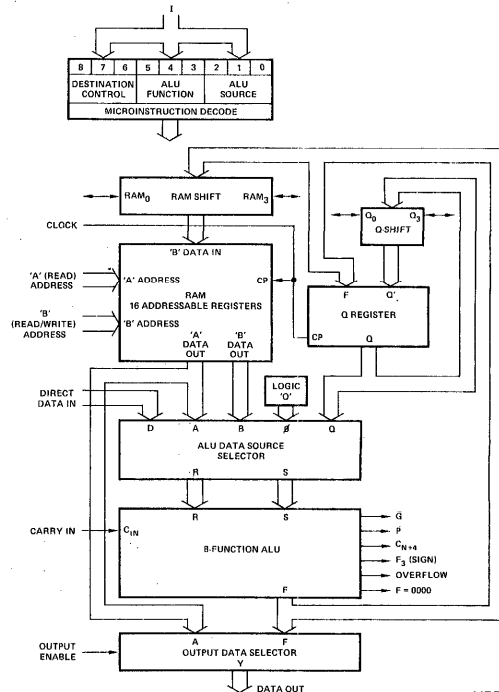 I
8 7 6 5 4 3 2 1 0
DESTINATION CONTROL
ALU FUNCTION
ALU SOURCE
MICROINSTRUCTION DECODE
RAM0 RAM SHIFT RAM3
Q0 Q3
Q-SHIFT
CLOCK
'B' DATA IN
'A' (READ) ADDRESS
'A' ADDRESS
CP
RAM
16 ADDRESSABLE REGISTERS
F Q'
'B' (READ/WRITE) ADDRESS
'B' ADDRESS
Q REGISTER
'A' DATA OUT
'B' DATA OUT
CP
Q
LOGIC '0'
DIRECT DATA IN
D A B Ø Q
ALU DATA SOURCE SELECTOR
R S
R S
CARRY IN
CIN
8-FUNCTION ALU
G̅
P̅
CN+4
F3 (SIGN)
OVERFLOW
F = 0000
F
A F
OUTPUT ENABLE
OUTPUT DATA SELECTOR
Y
DATA OUT